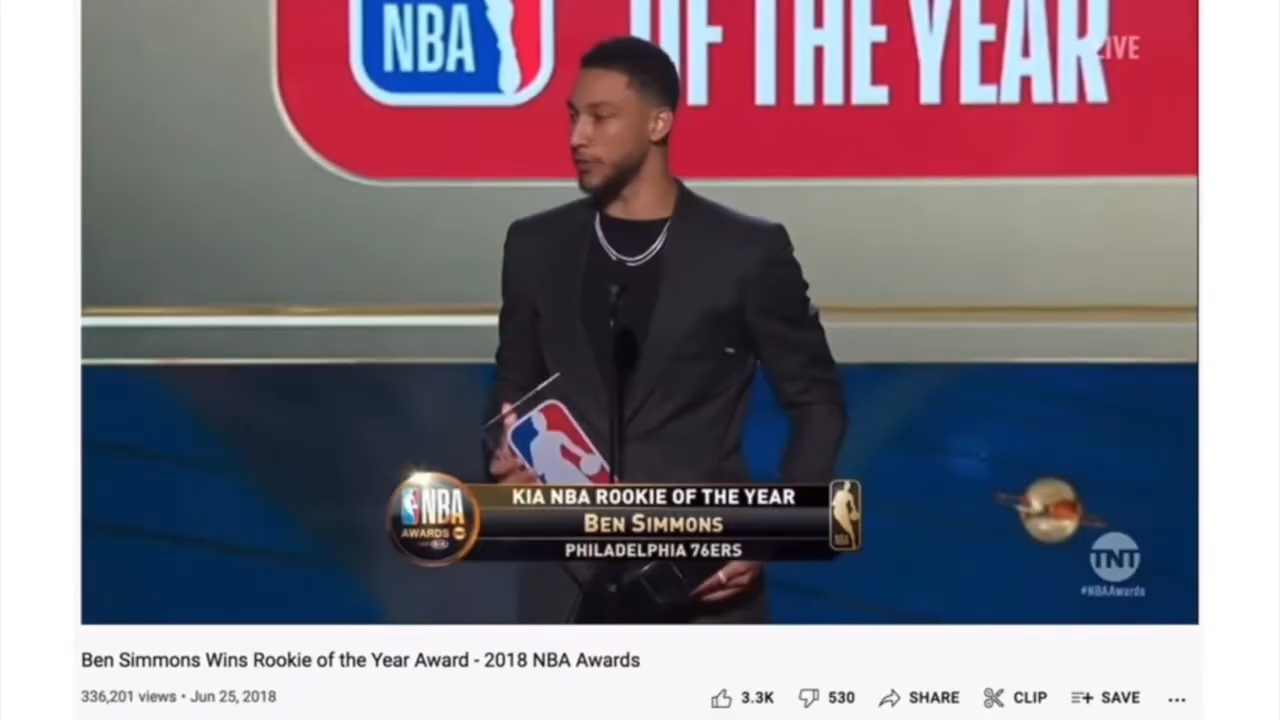 NBA
OF THE YEAR
LIVE
NBA
AWARDS
KIA NBA ROOKIE OF THE YEAR
BEN SIMMONS
PHILADELPHIA 76ERS
NBA
TNT
#NBAAwards
Ben Simmons Wins Rookie of the Year Award - 2018 NBA Awards
336,201 views • Jun 25, 2018
3.3K 530 SHARE CLIP SAVE ...